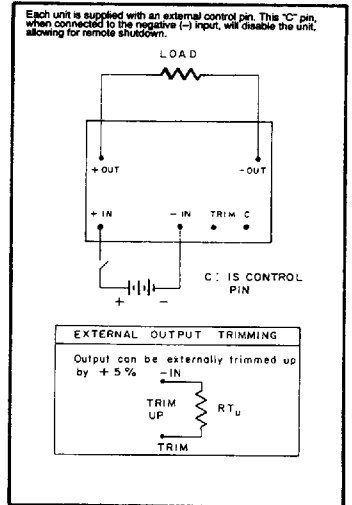 Each unit is supplied with an external control pin. This "C" pin,
when connected to the negative (–) input, will disable the unit,
allowing for remote shutdown.
LOAD
+ OUT
- OUT
+ IN
- IN
TRIM
C
+
-
C: IS CONTROL
PIN
EXTERNAL OUTPUT TRIMMING
Output can be externally trimmed up
by + 5 %
-IN
TRIM
UP
RTu
TRIM